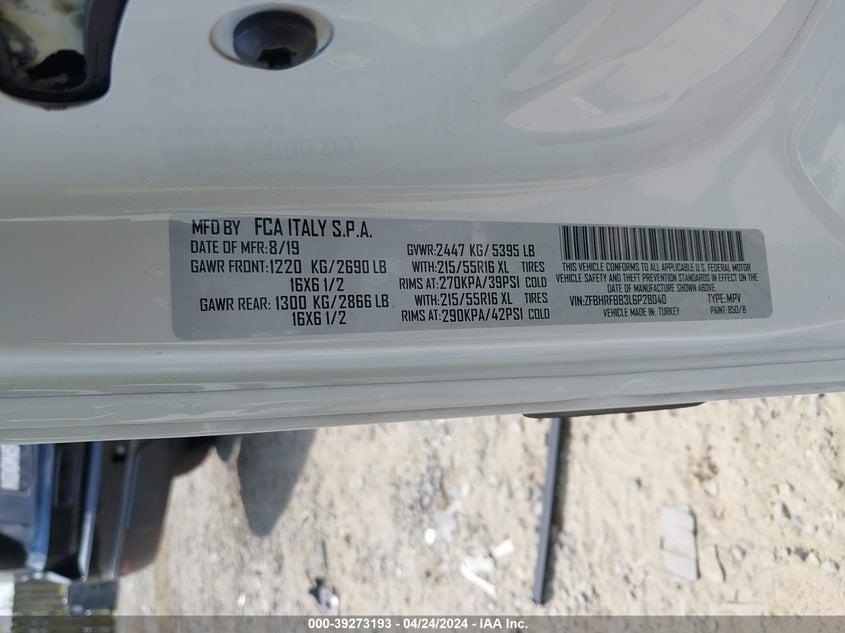 MFD BY FCA ITALY S.P.A.
DATE OF MFR: 8/19
GAWR FRONT: 1220 KG/2690 LB
16X6 1/2
GAWR REAR: 1300 KG/2866 LB
16X6 1/2
GVWR: 2447 KG/ 5395 LB
WITH: 215/55R16 XL TIRES
RIMS AT: 270KPA/39PSI COLD
WITH: 215/55R16 XL TIRES
RIMS AT: 290KPA/42PSI COLD
THIS VEHICLE CONFORMS TO ALL APPLICABLE U.S. FEDERAL MOTOR
VEHICLE SAFETY AND THEFT PREVENTION STANDARDS IN EFFECT ON THE
DATE OF MANUFACTURE SHOWN ABOVE.
VIN: ZFBHRFBB3L6P28040 TYPE: MPV
VEHICLE MADE IN: TURKEY PAINT: 850/B
000-39273193 - 04/24/2024 - Copyright IAA, Inc.